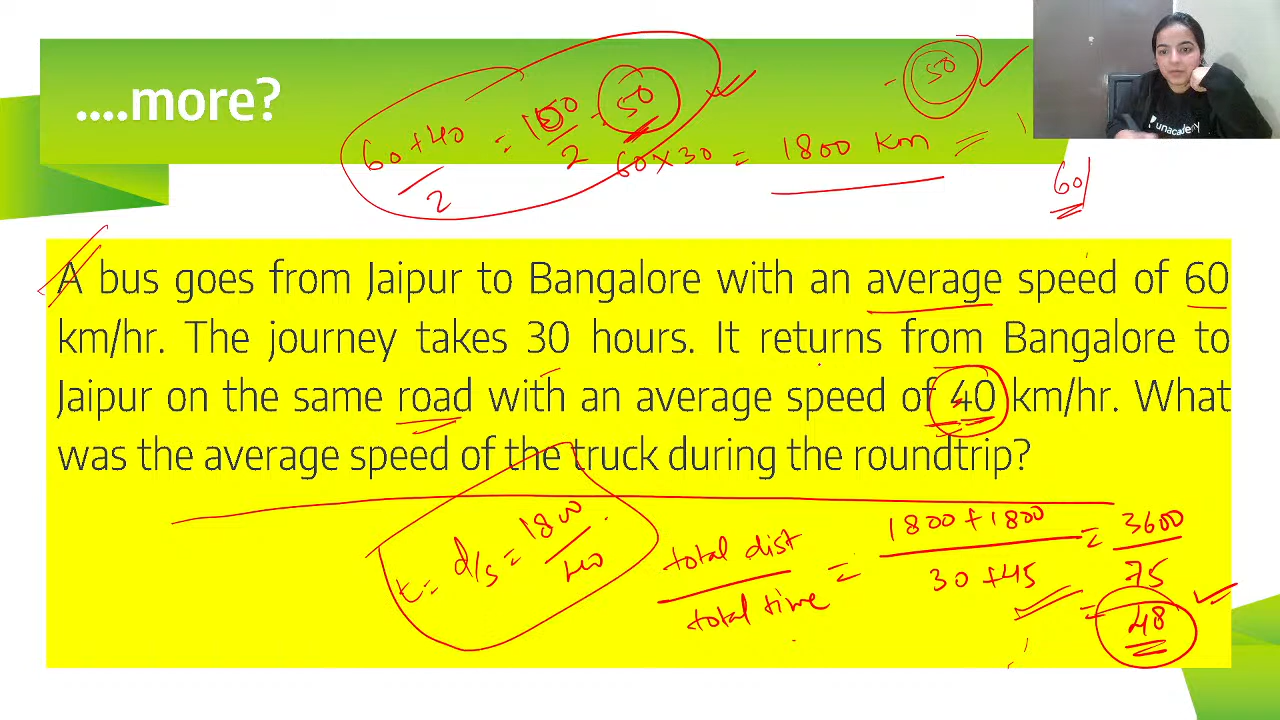 ....more?
60+40 / 2 = 100/2 = 50
- 50
60 x 30 = 1800 km =
60
unacademy
A bus goes from Jaipur to Bangalore with an average speed of 60
km/hr. The journey takes 30 hours. It returns from Bangalore to
Jaipur on the same road with an average speed of 40 km/hr. What
was the average speed of the truck during the roundtrip?
t = d/s = 1800/40
total dist / total time = 1800+1800 / 30+45 = 3600/75
= 48